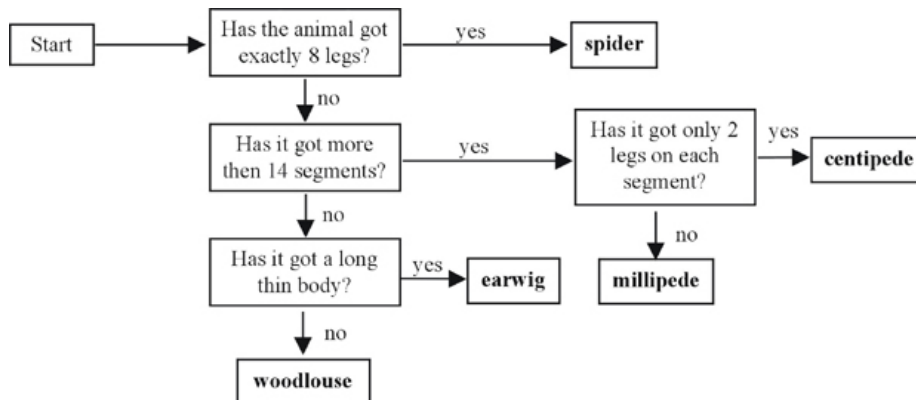 Start
Has the animal got
exactly 8 legs?
yes
spider
no
Has it got more
then 14 segments?
yes
Has it got only 2
legs on each
segment?
yes
centipede
no
millipede
no
Has it got a long
thin body?
yes
earwig
no
woodlouse